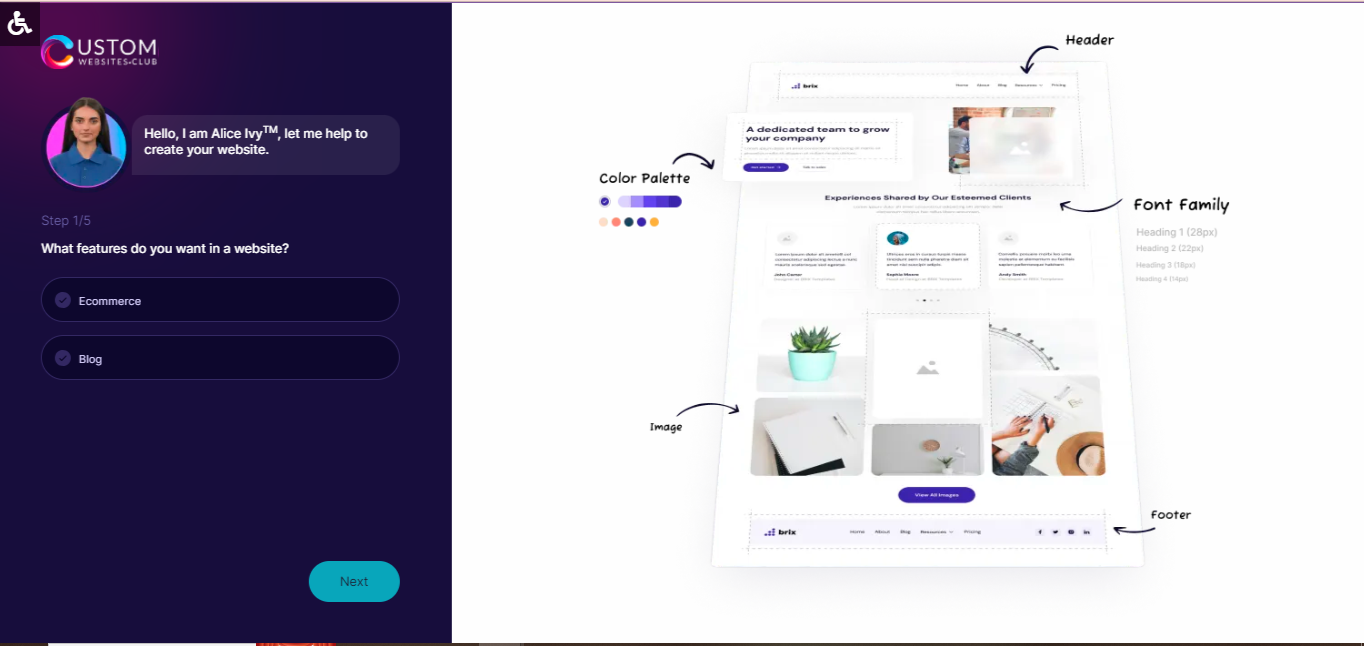 CUSTOM
WEBSITES.CLUB
Hello, I am Alice Ivy™, let me help to
create your website.
Step 1/5
What features do you want in a website?
Ecommerce
Blog
Next
Header
brix
Home About Blog Resources Pricing
A dedicated team to grow
your company
Color Palette
Experiences Shared by Our Esteemed Clients
Font Family
Heading 1 (28px)
Heading 2 (22px)
Heading 3 (18px)
Heading 4 (14px)
John Carter
Sophie Moore
Andy Smith
Image
View All Images
Footer
brix
Home About Blog Resources Pricing